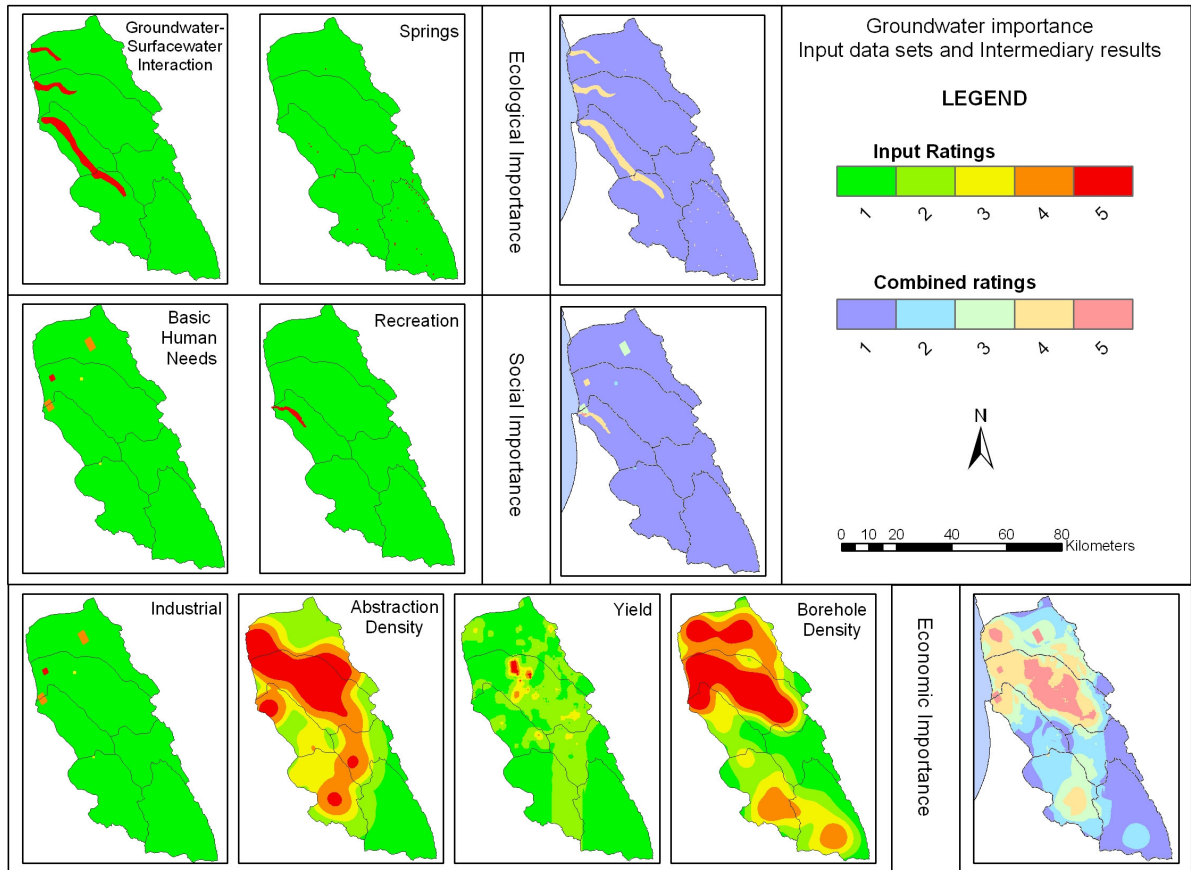 Groundwater-
Surfacewater
Interaction
Springs
Ecological Importance
Groundwater importance
Input data sets and Intermediary results
LEGEND
Input Ratings
1 2 3 4 5
Combined ratings
1 2 3 4 5
N
0 10 20 40 60 80
Kilometers
Basic
Human
Needs
Recreation
Social Importance
Industrial
Abstraction
Density
Yield
Borehole
Density
Economic Importance